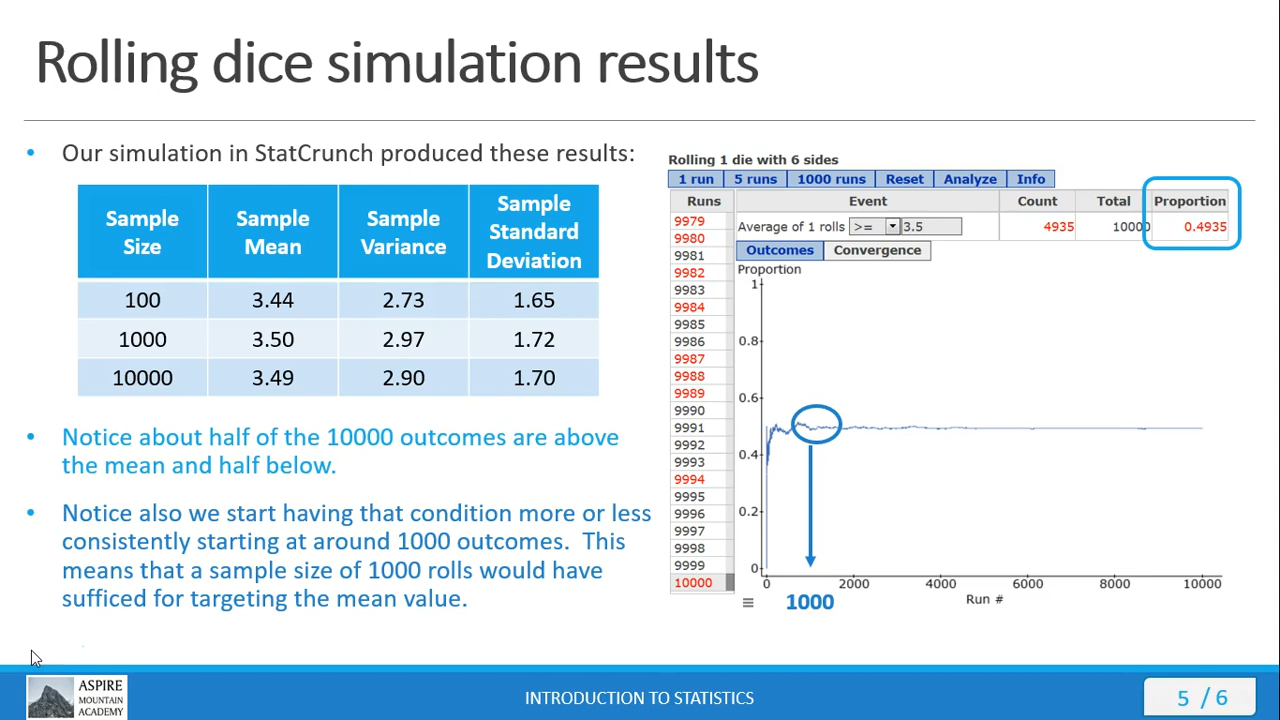 Rolling dice simulation results
• Our simulation in StatCrunch produced these results:
Sample Size Sample Mean Sample Variance Sample Standard Deviation
100 3.44 2.73 1.65
1000 3.50 2.97 1.72
10000 3.49 2.90 1.70
• Notice about half of the 10000 outcomes are above
the mean and half below.
• Notice also we start having that condition more or less
consistently starting at around 1000 outcomes. This
means that a sample size of 1000 rolls would have
sufficed for targeting the mean value.
Rolling 1 die with 6 sides
1 run 5 runs 1000 runs Reset Analyze Info
Runs Event Count Total Proportion
Average of 1 rolls >= 3.5 4935 10000 0.4935
Outcomes Convergence
9979
9980
9981
9982
9983
9984
9985
9986
9987
9988
9989
9990
9991
9992
9993
9994
9995
9996
9997
9998
9999
10000
Proportion
1
0.8
0.6
0.4
0.2
0
0 2000 4000 6000 8000 10000
Run #
1000
ASPIRE
MOUNTAIN
ACADEMY
INTRODUCTION TO STATISTICS
5 / 6